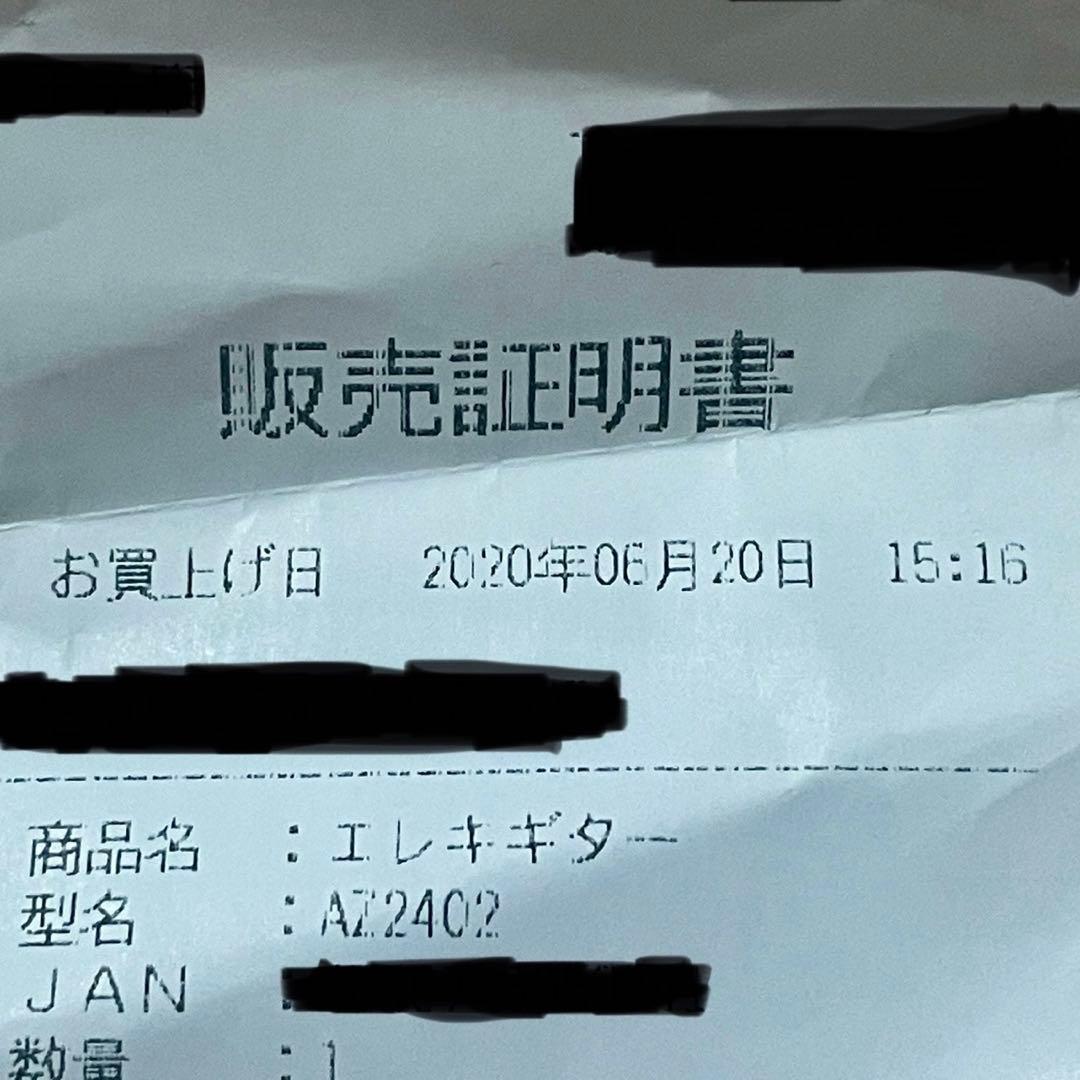 販売証明書
お買上げ日 2020年06月20日 15:16
商品名 :エレキギター
型名 :AZ2402
JAN :
数量 :1